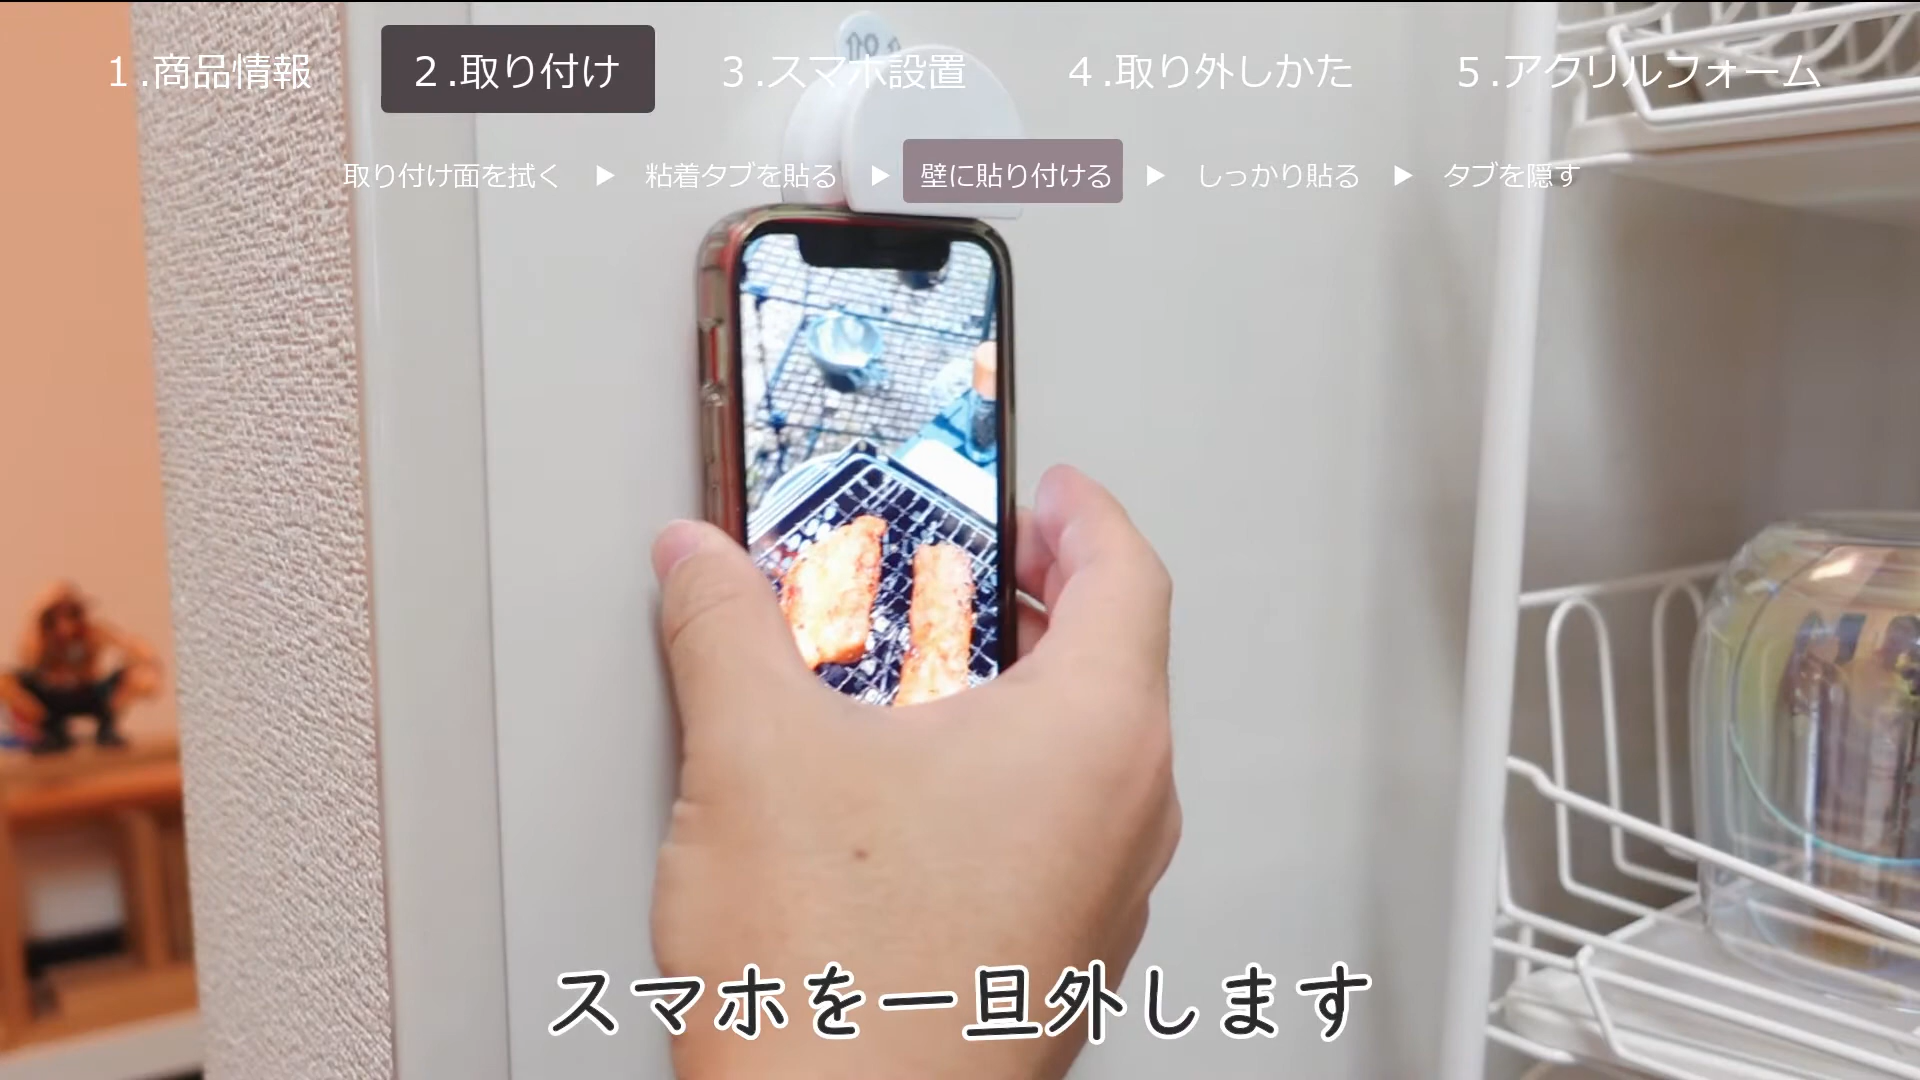 1.商品情報 2.取り付け 3.スマホ設置 4.取り外しかた 5.アクリルフォーム
取り付け面を拭く ▶ 粘着タブを貼る ▶ 壁に貼り付ける ▶ しっかり貼る ▶ タブを隠す
スマホを一旦外します